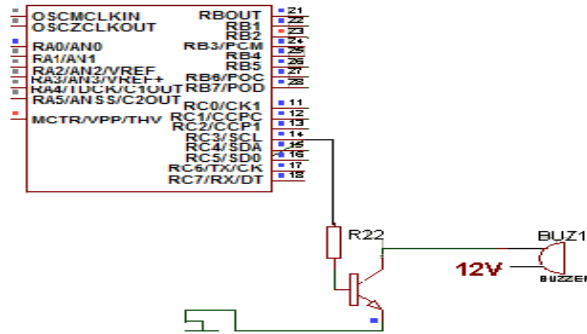 OSCMCLKIN
OSCZCLKOUT
RA0/AN0
RA1/AN1
RA2/AN2/VREF
RA3/AN3/VREF+
RA4/TDCK/C1OUT
RA5/ANSS/C2OUT
MCTR/VPP/THV
RBOUT 21
RB1 22
RB2 23
RB3/PCM 24
RB4 25
RB5 26
RB6/POC 27
RB7/POD 28
RC0/CK1 11
RC1/CCPC 12
RC2/CCP1 13
RC3/SCL 14
RC4/SDA 15
RC5/SD0 16
RC6/TX/CK 17
RC7/RX/DT 18
R22
BUZ1
12V
BUZZER